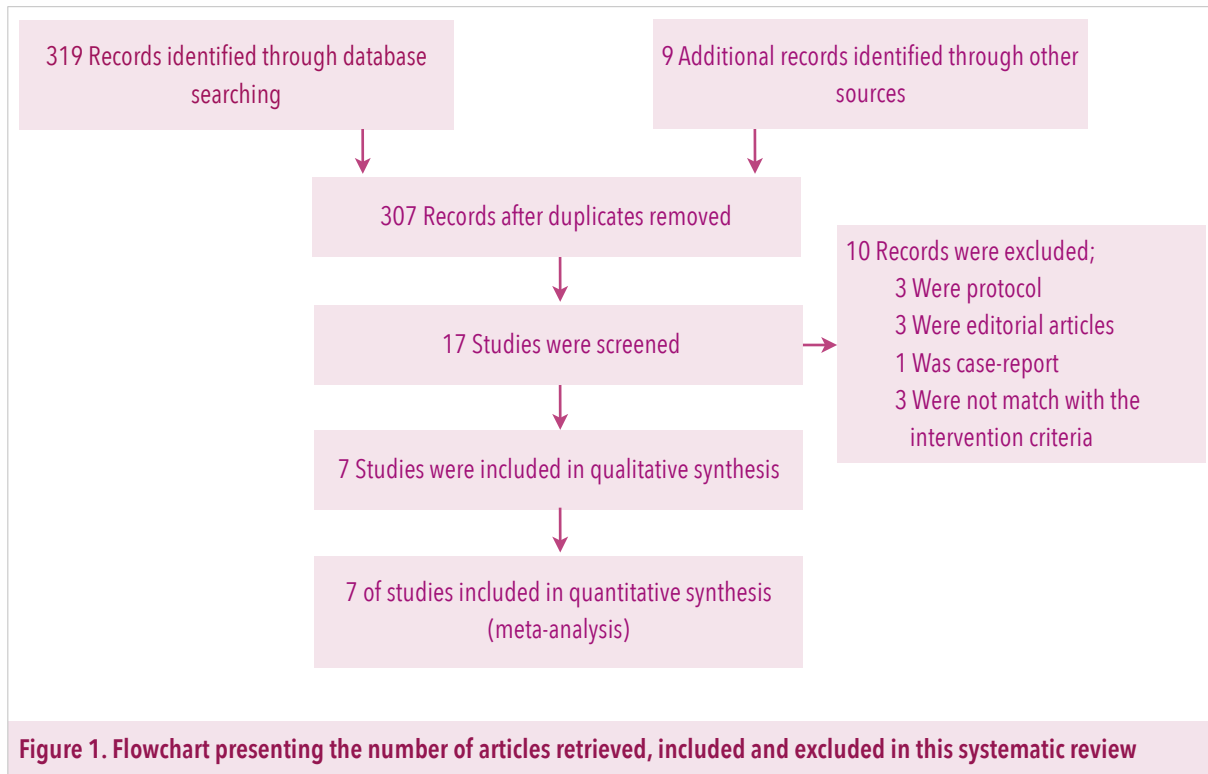 319 Records identified through database
searching
9 Additional records identified through other
sources
307 Records after duplicates removed
10 Records were excluded;
3 Were protocol
3 Were editorial articles
1 Was case-report
3 Were not match with the
intervention criteria
17 Studies were screened
7 Studies were included in qualitative synthesis
7 of studies included in quantitative synthesis
(meta-analysis)
Figure 1. Flowchart presenting the number of articles retrieved, included and excluded in this systematic review